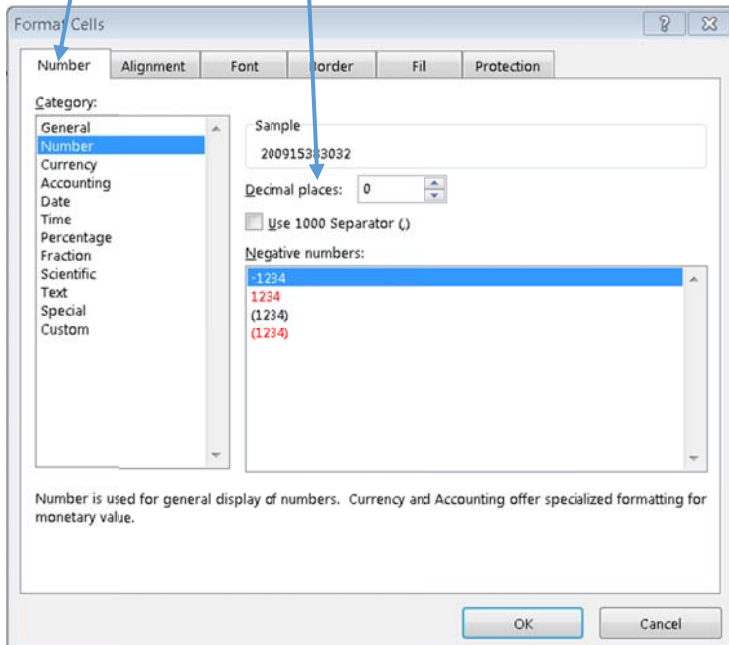 Format Cells
Number Alignment Font Border Fil Protection
Category:
General
Number
Currency
Accounting
Date
Time
Percentage
Fraction
Scientific
Text
Special
Custom
Sample
200915383032
Decimal places: 0
Use 1000 Separator (,)
Negative numbers:
-1234
1234
(1234)
(1234)
Number is used for general display of numbers. Currency and Accounting offer specialized formatting for
monetary value.
OK Cancel